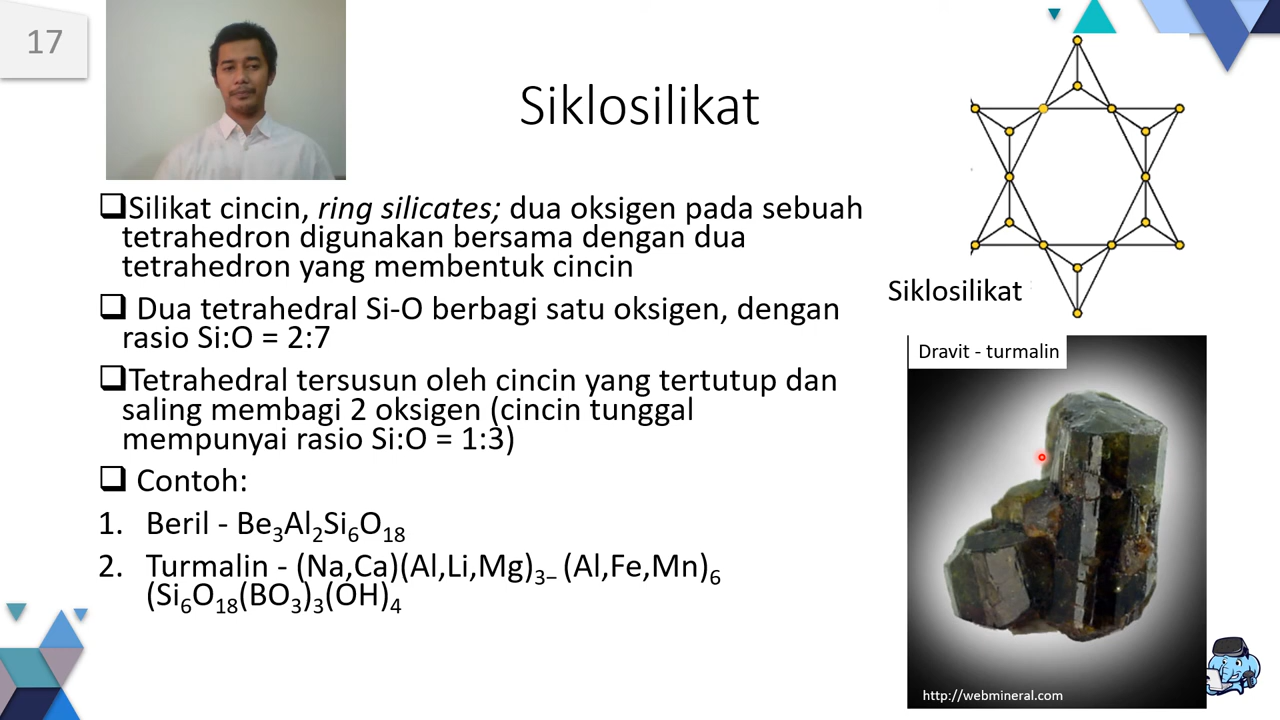 17
Siklosilikat
❑Silikat cincin, ring silicates; dua oksigen pada sebuah
tetrahedron digunakan bersama dengan dua
tetrahedron yang membentuk cincin
❑ Dua tetrahedral Si-O berbagi satu oksigen, dengan
rasio Si:O = 2:7
❑Tetrahedral tersusun oleh cincin yang tertutup dan
saling membagi 2 oksigen (cincin tunggal
mempunyai rasio Si:O = 1:3)
❑ Contoh:
1. Beril - Be₃Al₂Si₆O₁₈
2. Turmalin - (Na,Ca)(Al,Li,Mg)₃₋ (Al,Fe,Mn)₆
(Si₆O₁₈(BO₃)₃(OH)₄
Siklosilikat
Dravit - turmalin
http://webmineral.com